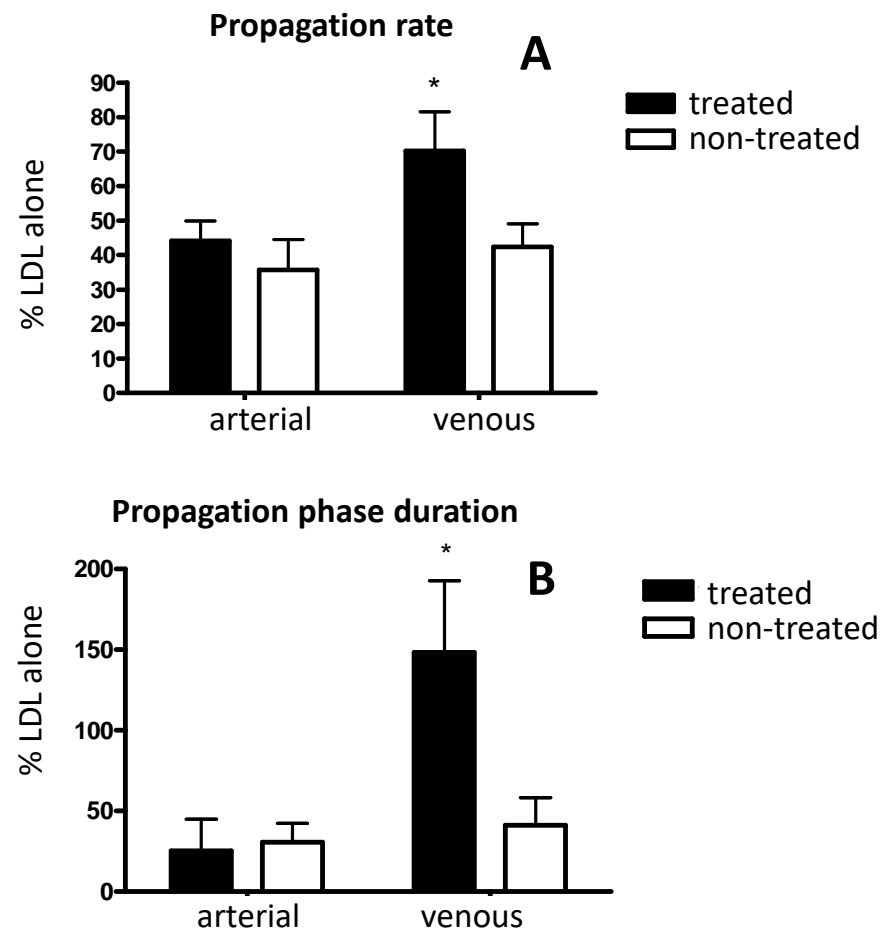 Propagation rate
A
*
treated
non-treated
% LDL alone
90
80
70
60
50
40
30
20
10
0
arterial venous
Propagation phase duration
*
B
treated
non-treated
% LDL alone
200
150
100
50
0
arterial venous